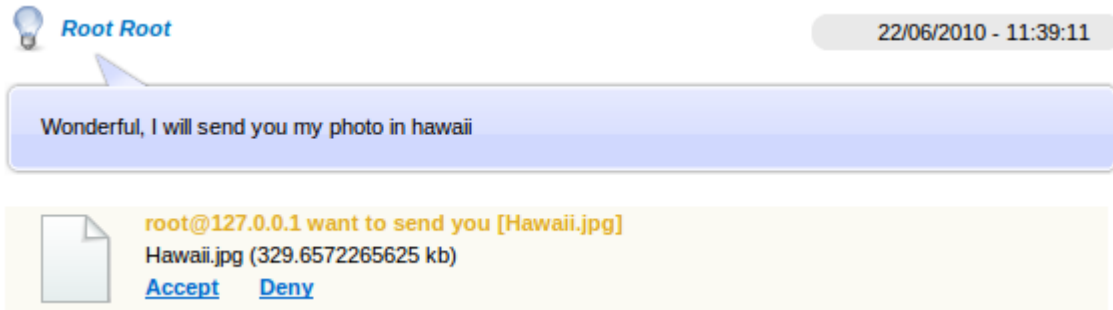 Root Root
22/06/2010 - 11:39:11
Wonderful, I will send you my photo in hawaii
root@127.0.0.1 want to send you [Hawaii.jpg]
Hawaii.jpg (329.6572265625 kb)
Accept Deny